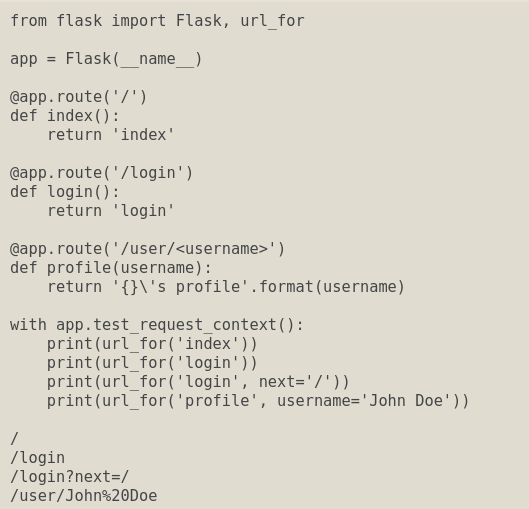 from flask import Flask, url_for

app = Flask(__name__)

@app.route('/')
def index():
    return 'index'

@app.route('/login')
def login():
    return 'login'

@app.route('/user/<username>')
def profile(username):
    return '{}\'s profile'.format(username)

with app.test_request_context():
    print(url_for('index'))
    print(url_for('login'))
    print(url_for('login', next='/'))
    print(url_for('profile', username='John Doe'))

/
/login
/login?next=/
/user/John%20Doe